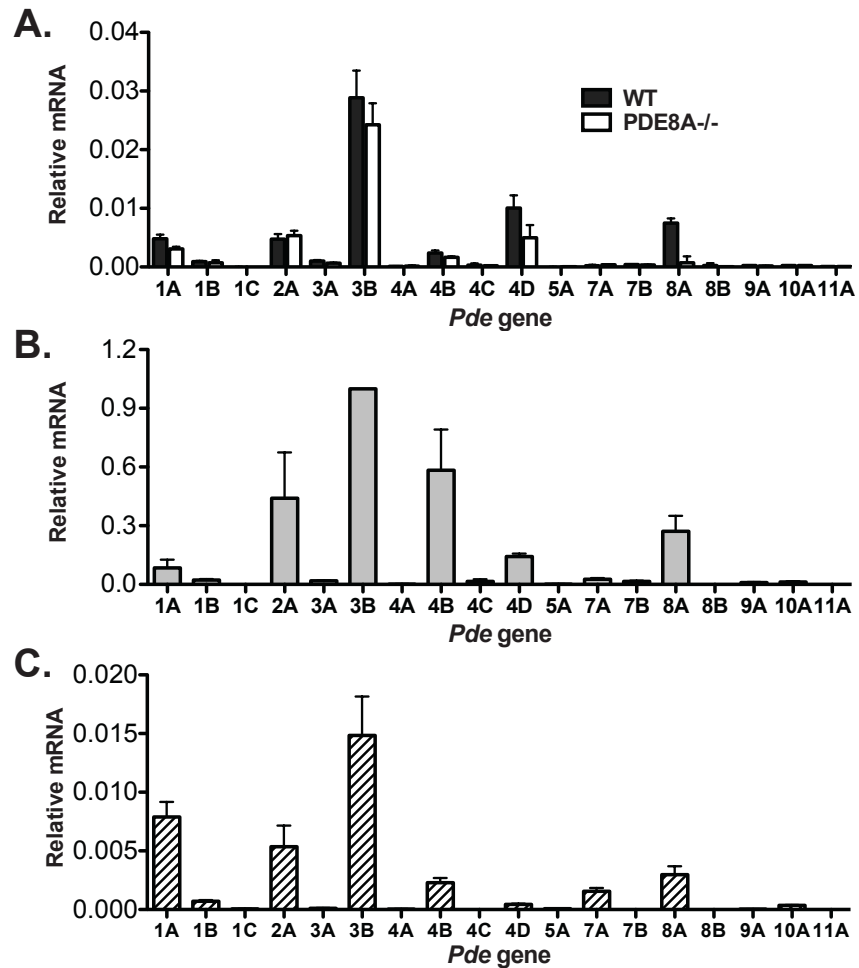 A.
0.04
0.03
0.02
0.01
0.00
Relative mRNA
WT
PDE8A-/-
1A 1B 1C 2A 3A 3B 4A 4B 4C 4D 5A 7A 7B 8A 8B 9A 10A 11A
Pde gene
B.
1.2
0.9
0.6
0.3
0.0
Relative mRNA
1A 1B 1C 2A 3A 3B 4A 4B 4C 4D 5A 7A 7B 8A 8B 9A 10A 11A
Pde gene
C.
0.020
0.015
0.010
0.005
0.000
Relative mRNA
1A 1B 1C 2A 3A 3B 4A 4B 4C 4D 5A 7A 7B 8A 8B 9A 10A 11A
Pde gene